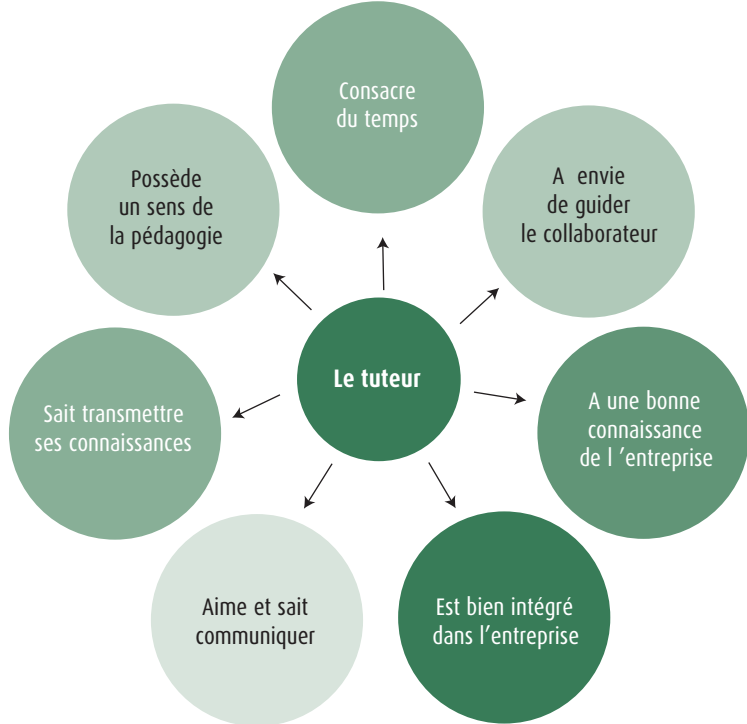 Consacre
du temps
A envie
de guider
le collaborateur
A une bonne
connaissance
de l ’entreprise
Est bien intégré
dans l’entreprise
Aime et sait
communiquer
Sait transmettre
ses connaissances
Possède
un sens de
la pédagogie
Le tuteur